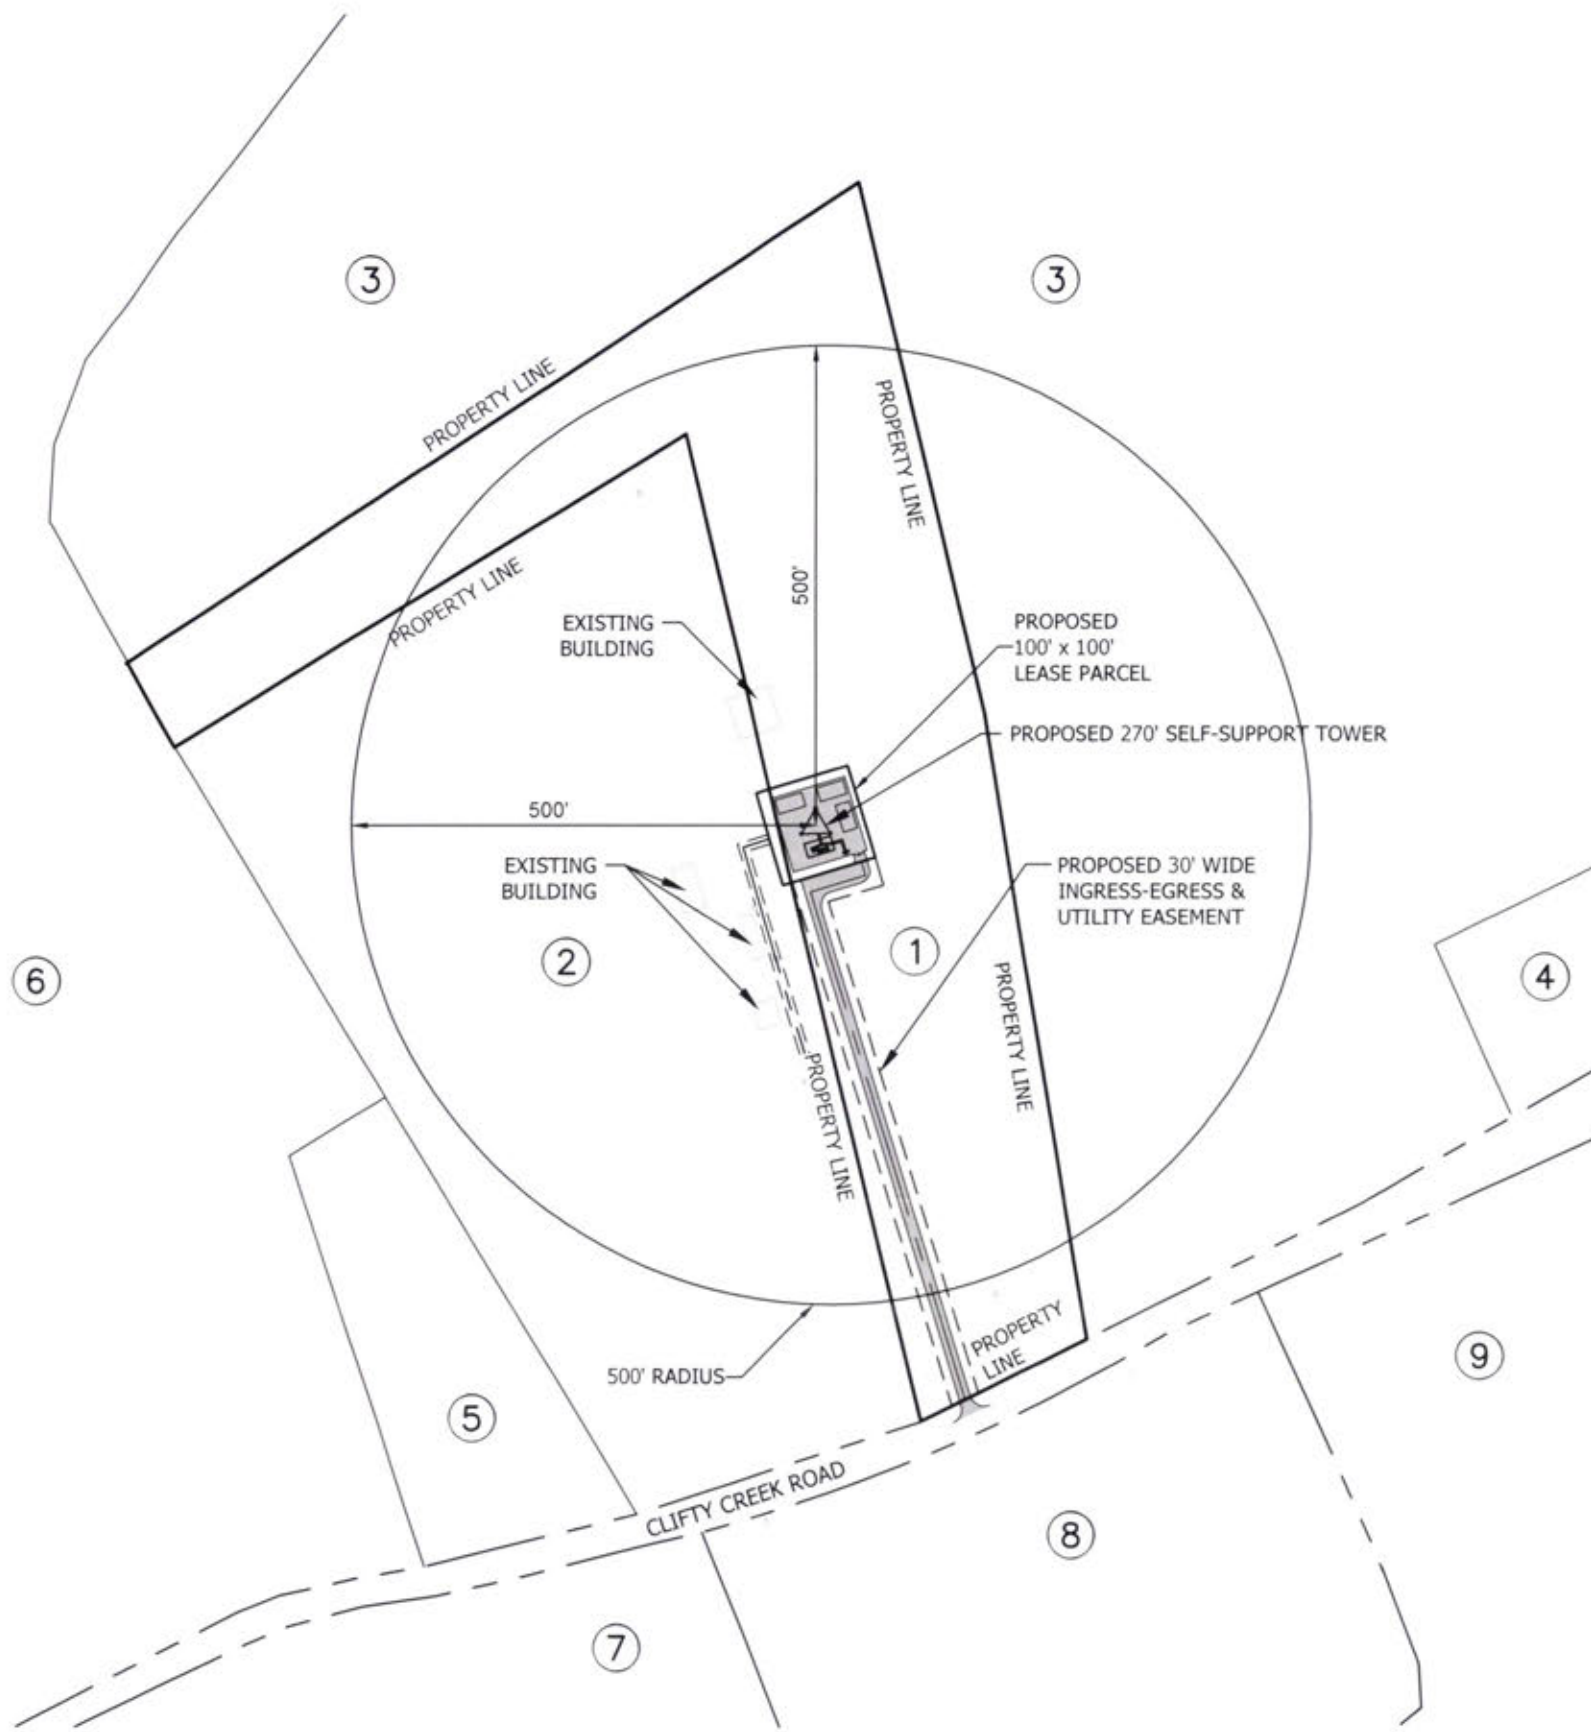 3
3
PROPERTY LINE
PROPERTY LINE
PROPERTY LINE
500'
EXISTING
BUILDING
PROPOSED
100' x 100'
LEASE PARCEL
PROPOSED 270' SELF-SUPPORT TOWER
500'
EXISTING
BUILDING
PROPOSED 30' WIDE
INGRESS-EGRESS &
UTILITY EASEMENT
1
2
6
4
PROPERTY LINE
PROPERTY LINE
PROPERTY
LINE
500' RADIUS
9
5
CLIFTY CREEK ROAD
8
7